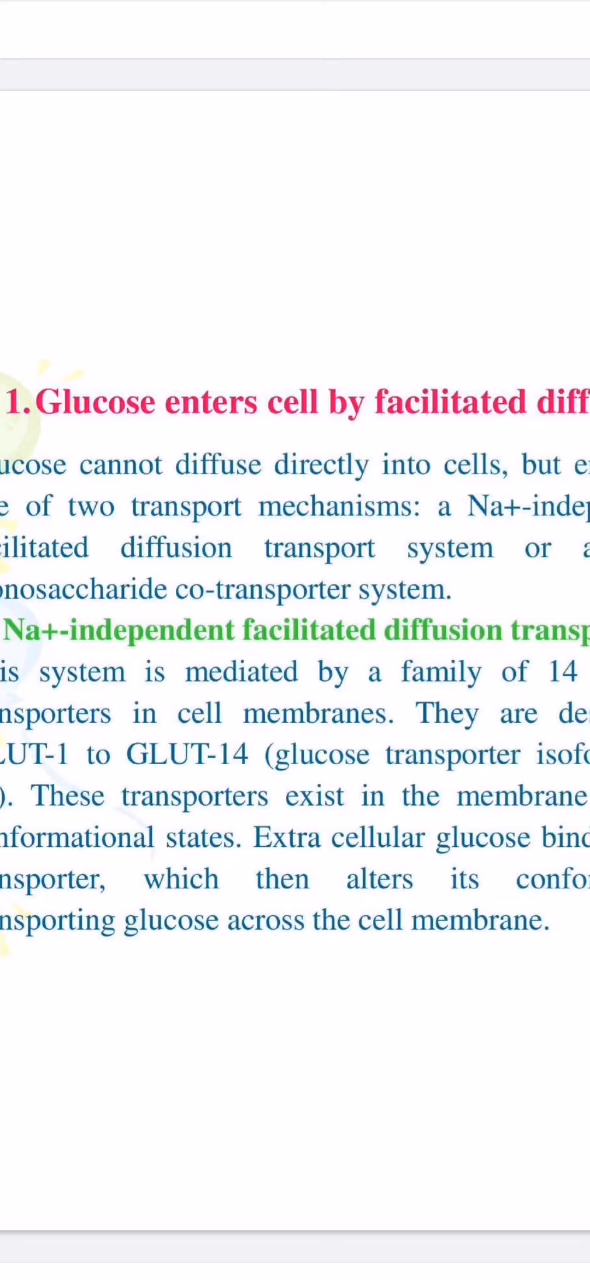 1. Glucose enters cell by facilitated diff
ucose cannot diffuse directly into cells, but e
e of two transport mechanisms: a Na+-indep
cilitated diffusion transport system or a
onosaccharide co-transporter system.
Na+-independent facilitated diffusion transp
is system is mediated by a family of 14
nsporters in cell membranes. They are de
LUT-1 to GLUT-14 (glucose transporter isofo
). These transporters exist in the membrane
nformational states. Extra cellular glucose bind
nsporter, which then alters its confo
nsporting glucose across the cell membrane.